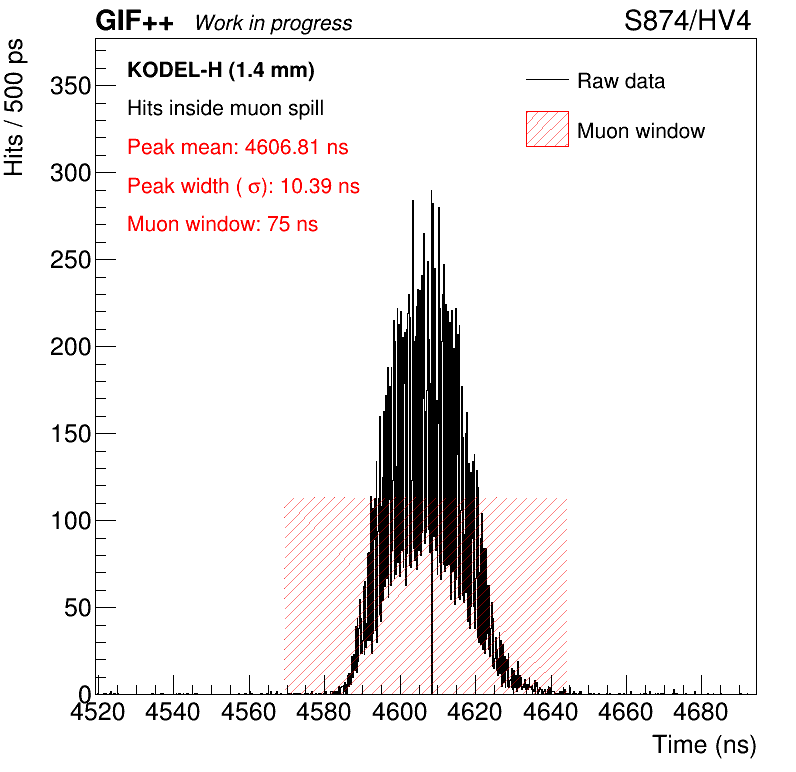 GIF++ Work in progress S874/HV4
KODEL-H (1.4 mm)
Hits inside muon spill
Peak mean: 4606.81 ns
Peak width ( σ): 10.39 ns
Muon window: 75 ns
Raw data
Muon window
Hits / 500 ps
350
300
250
200
150
100
50
0
4520 4540 4560 4580 4600 4620 4640 4660 4680
Time (ns)